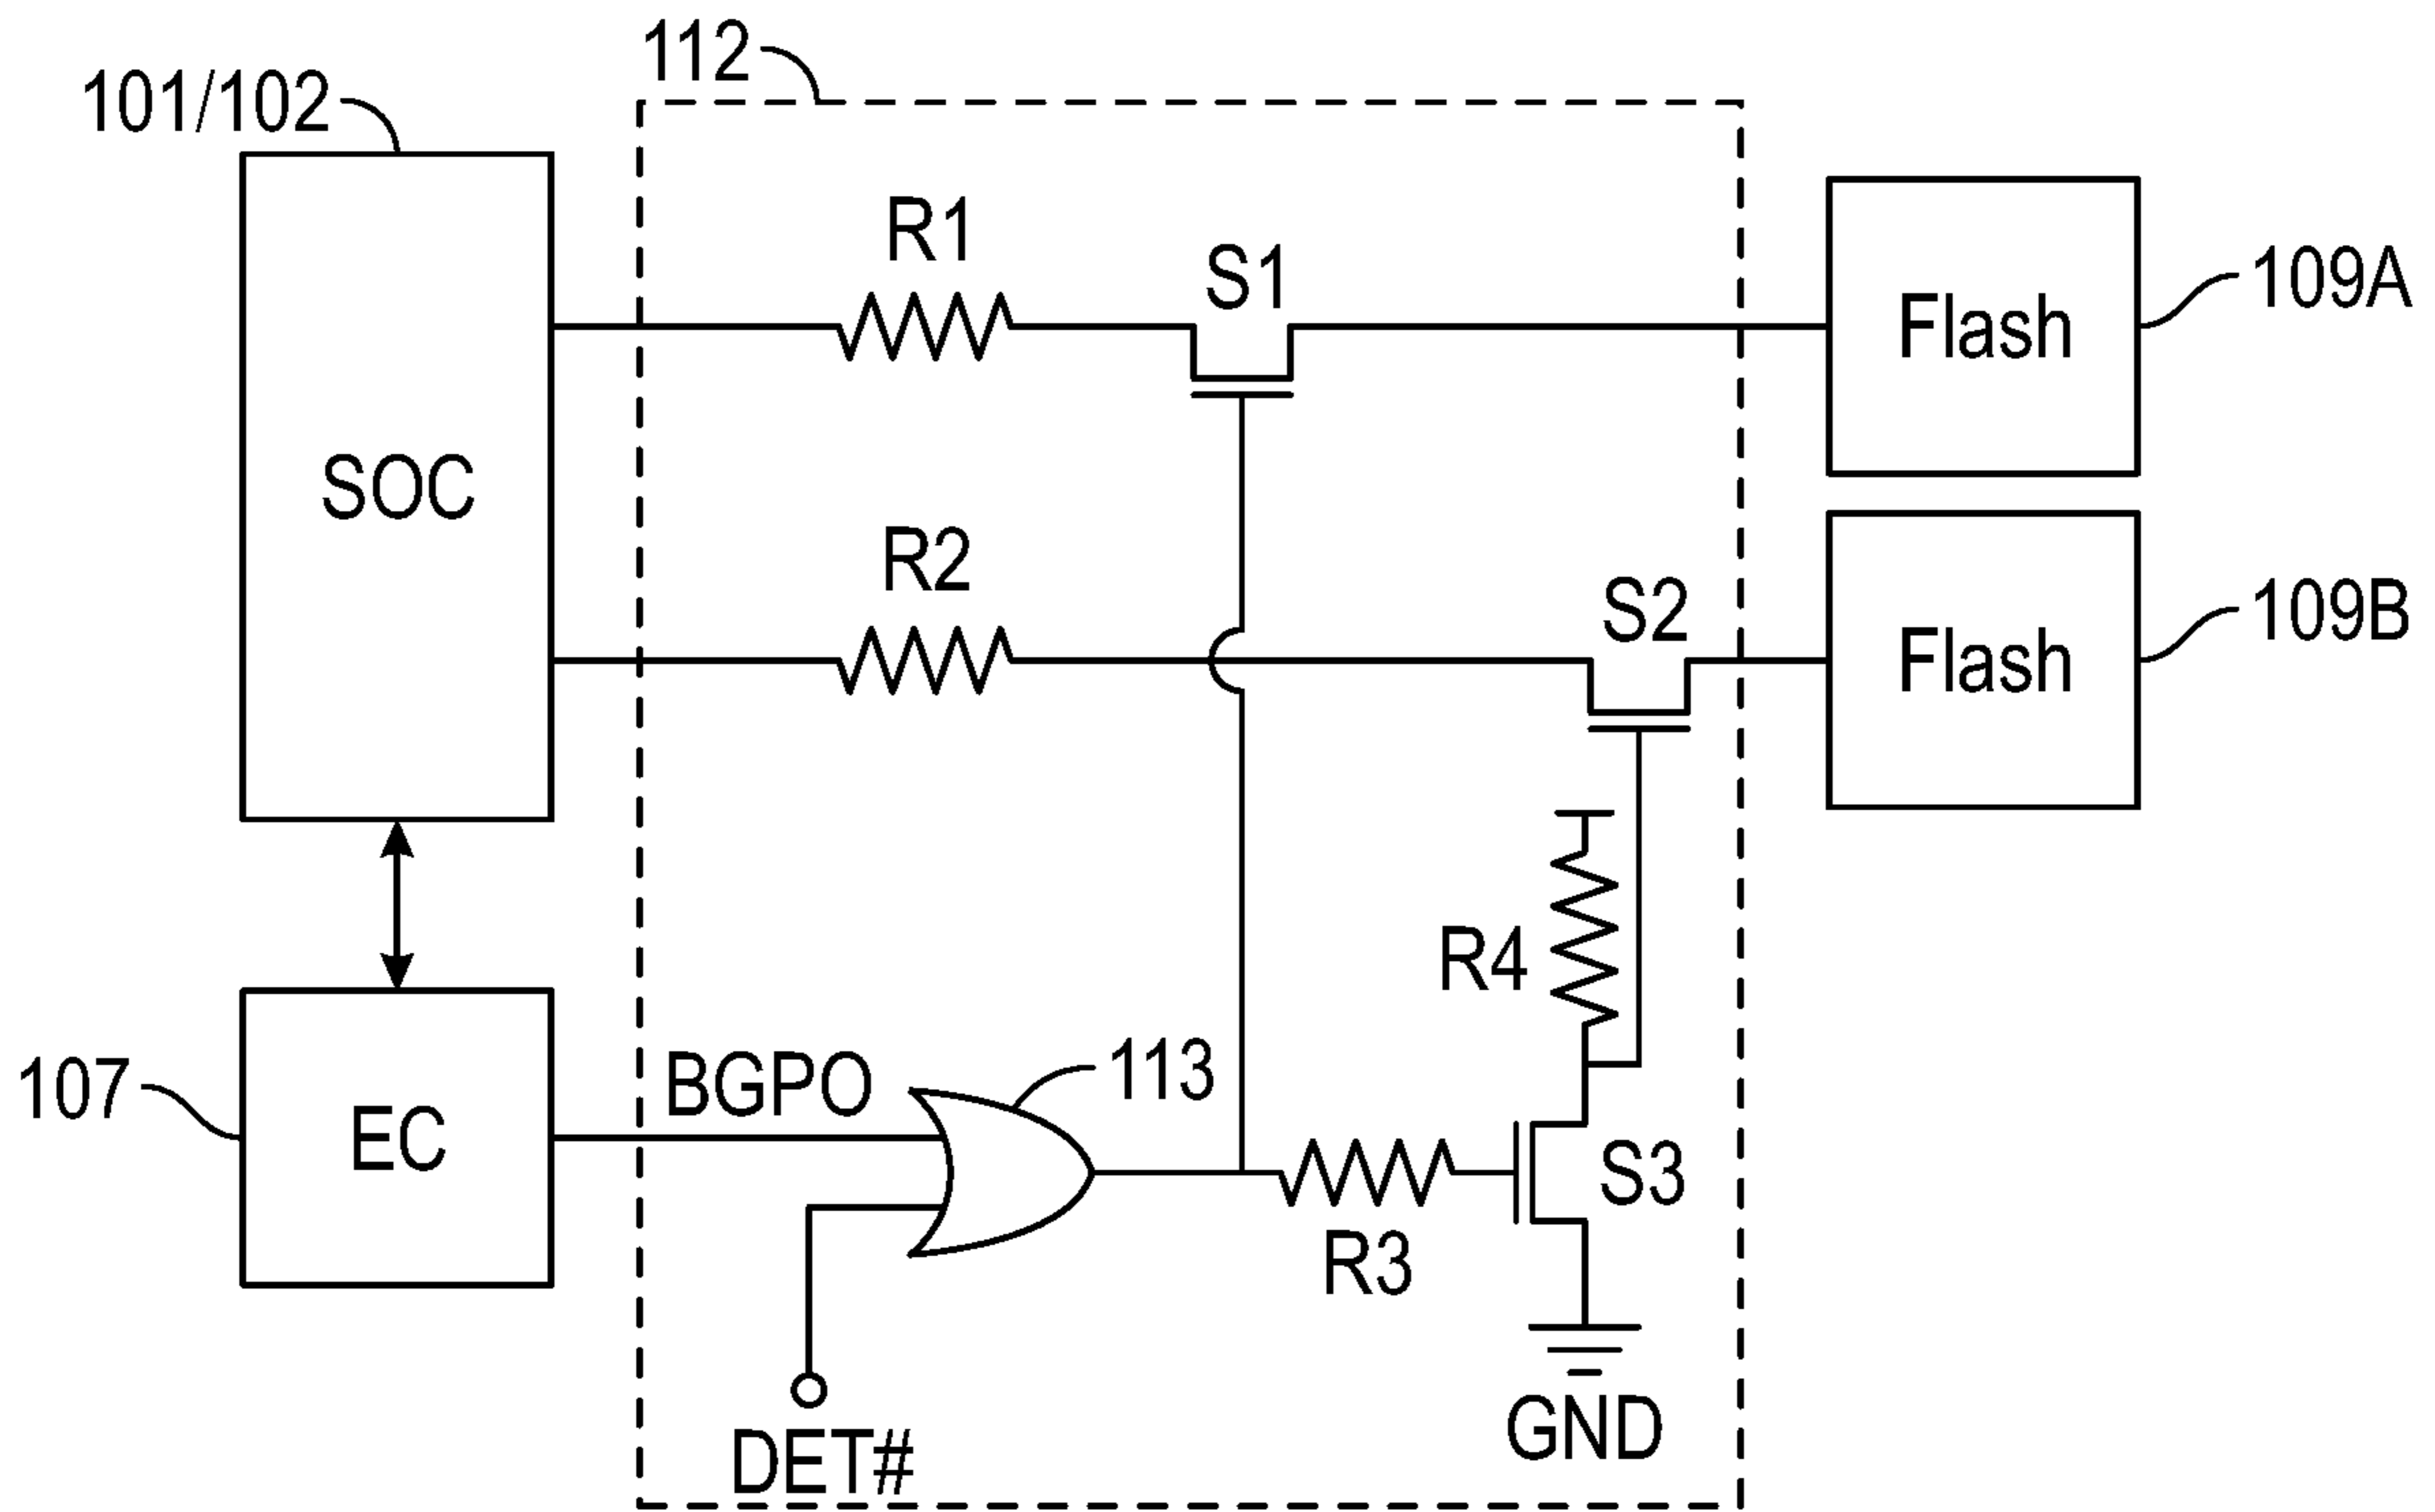 112
101/102
R1
S1
Flash
109A
SOC
R2
S2
Flash
109B
R4
107
EC
BGPO
113
S3
R3
DET#
GND